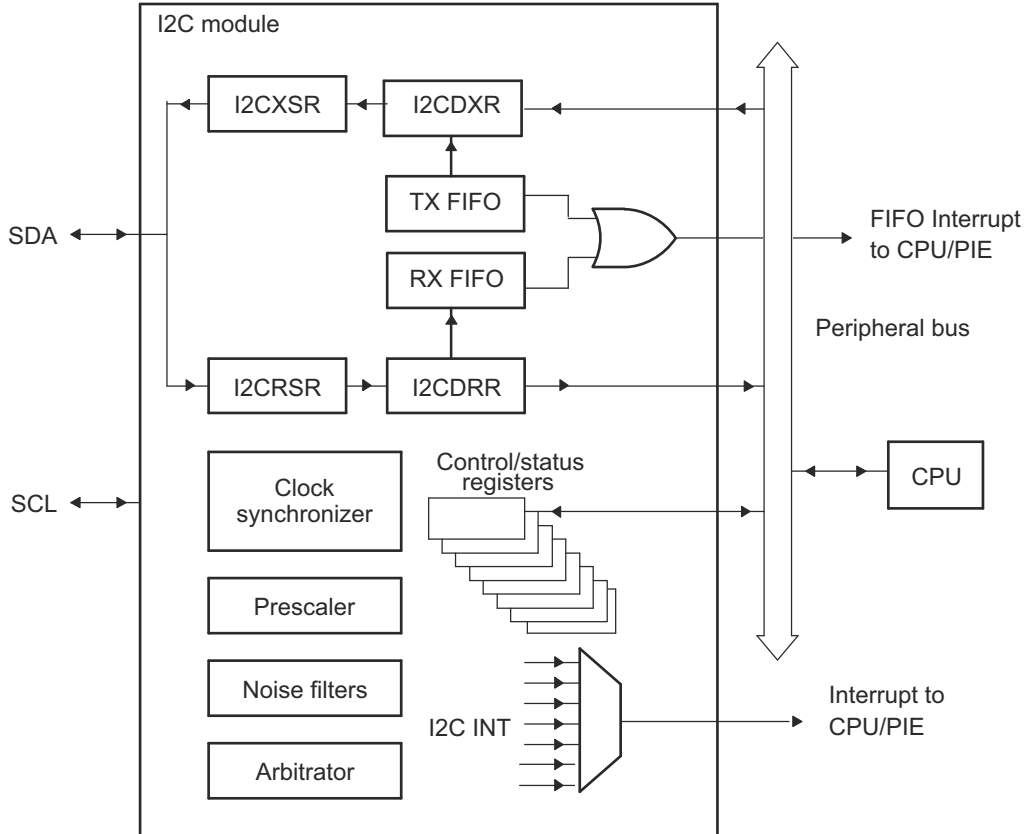 I2C module
I2CXSR
I2CDXR
TX FIFO
SDA
FIFO Interrupt
to CPU/PIE
RX FIFO
Peripheral bus
I2CRSR
I2CDRR
Control/status
registers
Clock
synchronizer
SCL
CPU
Prescaler
Noise filters
I2C INT
Interrupt to
CPU/PIE
Arbitrator